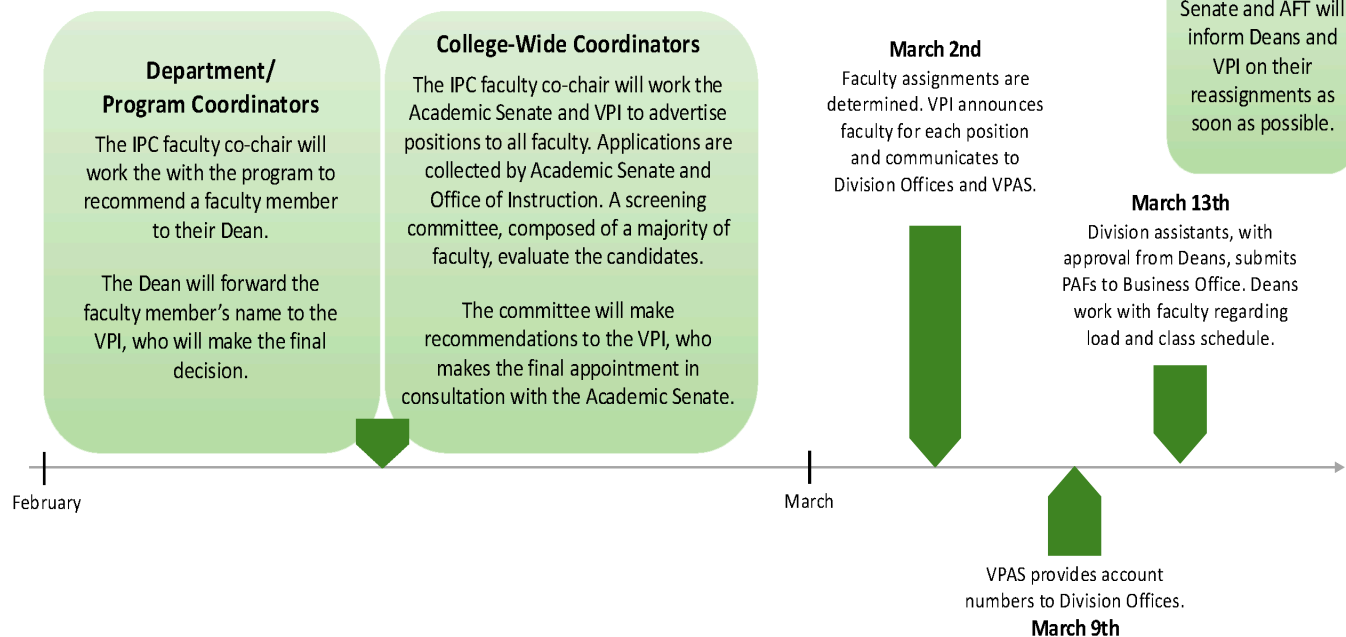 Department/
Program Coordinators
The IPC faculty co-chair will
work the with the program to
recommend a faculty member
to their Dean.
The Dean will forward the
faculty member’s name to the
VPI, who will make the final
decision.
College-Wide Coordinators
The IPC faculty co-chair will work the
Academic Senate and VPI to advertise
positions to all faculty. Applications are
collected by Academic Senate and
Office of Instruction. A screening
committee, composed of a majority of
faculty, evaluate the candidates.
The committee will make
recommendations to the VPI, who
makes the final appointment in
consultation with the Academic Senate.
March 2nd
Faculty assignments are
determined. VPI announces
faculty for each position
and communicates to
Division Offices and VPAS.
Senate and AFT will
inform Deans and
VPI on their
reassignments as
soon as possible.
March 13th
Division assistants, with
approval from Deans, submits
PAFs to Business Office. Deans
work with faculty regarding
load and class schedule.
February
March
VPAS provides account
numbers to Division Offices.
March 9th